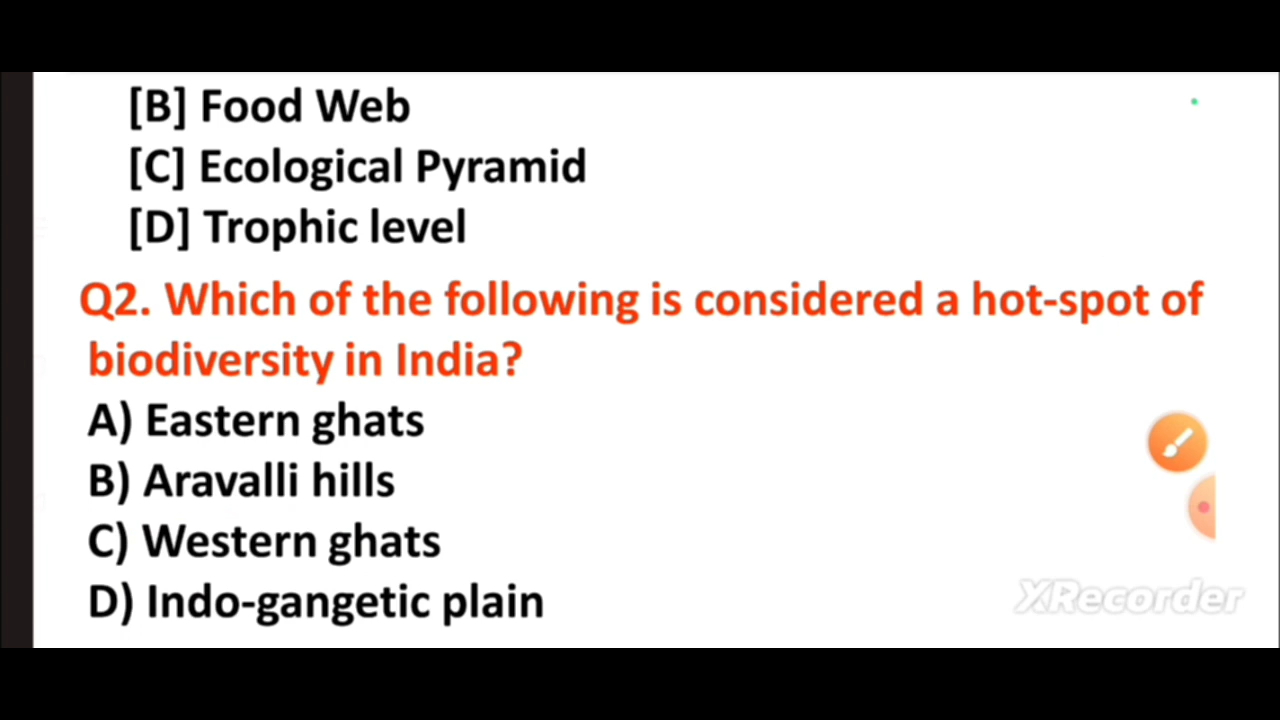 [B] Food Web
[C] Ecological Pyramid
[D] Trophic level
Q2. Which of the following is considered a hot-spot of
biodiversity in India?
A) Eastern ghats
B) Aravalli hills
C) Western ghats
D) Indo-gangetic plain
XRecorder